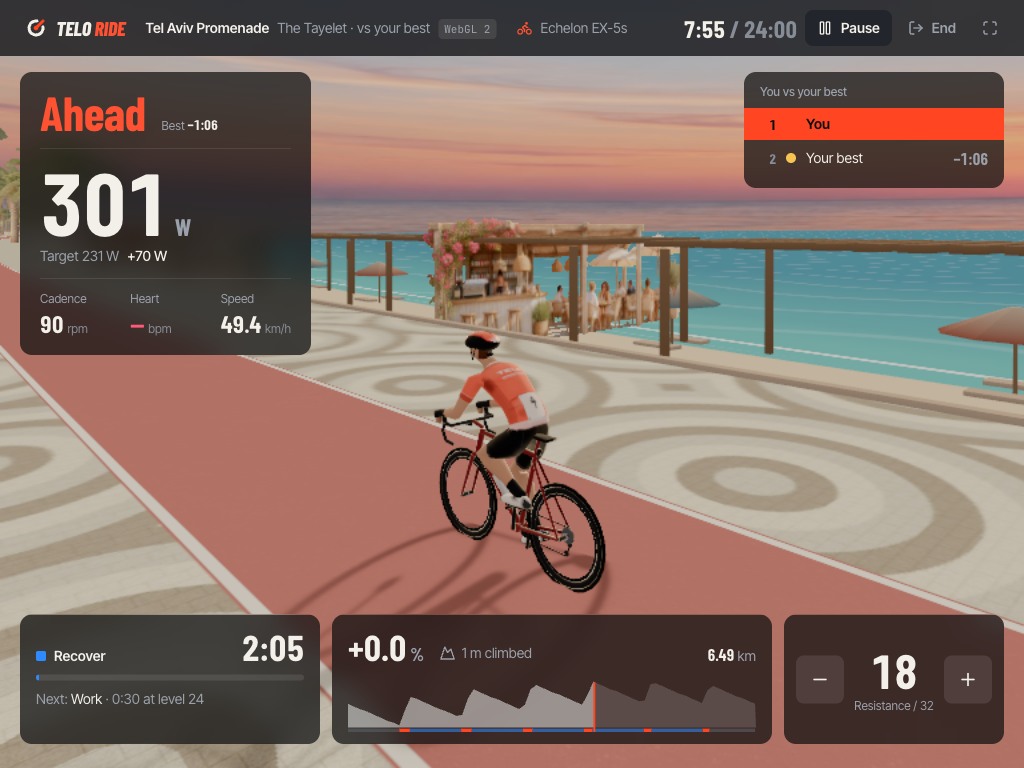 TELO RIDE Tel Aviv Promenade The Tayelet · vs your best WebGL 2 Echelon EX-5s 7:55 / 24:00 Pause End
Ahead Best −1:06
301 W
Target 231 W +70 W
Cadence Heart Speed
90 rpm — bpm 49.4 km/h
You vs your best
1 You
2 Your best −1:06
Recover 2:05
Next: Work · 0:30 at level 24
+0.0 % 1 m climbed 6.49 km
− 18 +
Resistance / 32